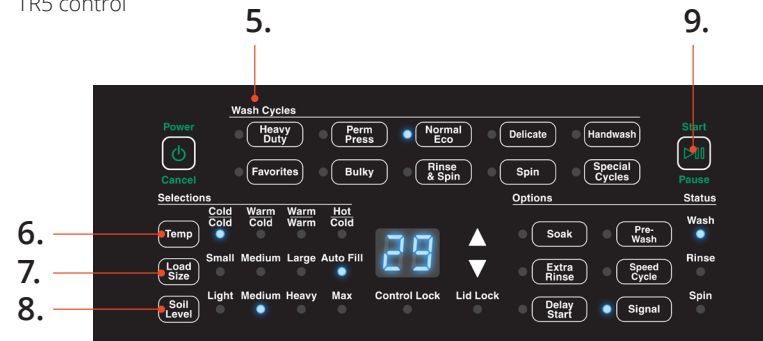 TR5 control
5.
9.
Wash Cycles
Power
Cancel
Heavy
Duty
Perm
Press
Normal
Eco
Delicate
Handwash
Start
Pause
Favorites
Bulky
Rinse
& Spin
Spin
Special
Cycles
Selections
Options
Status
6.
Temp
Cold
Cold
Warm
Cold
Warm
Warm
Hot
Cold
29
Soak
Pre-
Wash
Wash
7.
Load
Size
Small Medium Large Auto Fill
Extra
Rinse
Speed
Cycle
Rinse
8.
Soil
Level
Light Medium Heavy Max
Control Lock
Lid Lock
Delay
Start
Signal
Spin